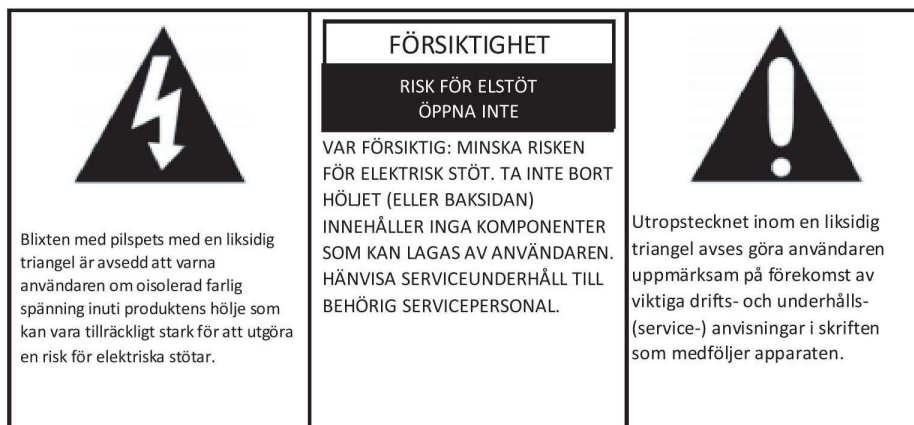 Blixten med pilspets med en liksidig
triangel är avsedd att varna
användaren om oisolerad farlig
spänning inuti produktens hölje som
kan vara tillräckligt stark för att utgöra
en risk för elektriska stötar.
FÖRSIKTIGHET
RISK FÖR ELSTÖT
ÖPPNA INTE
VAR FÖRSIKTIG: MINSKA RISKEN
FÖR ELEKTRISK STÖT. TA INTE BORT
HÖLJET (ELLER BAKSIDAN)
INNEHÅLLER INGA KOMPONENTER
SOM KAN LAGAS AV ANVÄNDAREN.
HÄNVISA SERVICEUNDERHÅLL TILL
BEHÖRIG SERVICEPERSONAL.
Utropstecknet inom en liksidig
triangel avses göra användaren
uppmärksam på förekomst av
viktiga drifts- och underhålls-
(service-) anvisningar i skriften
som medföljer apparaten.